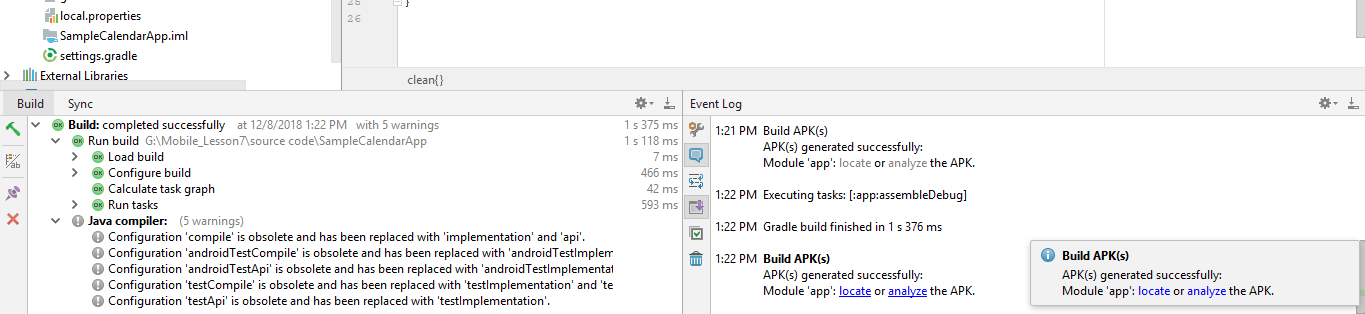 25 }
26
local.properties
SampleCalendarApp.iml
settings.gradle
External Libraries
clean{}
Build Sync
Build: completed successfully at 12/8/2018 1:22 PM with 5 warnings 1 s 375 ms
Run build G:\Mobile_Lesson7\source code\SampleCalendarApp 1 s 118 ms
Load build 7 ms
Configure build 466 ms
Calculate task graph 42 ms
Run tasks 593 ms
Java compiler: (5 warnings)
Configuration 'compile' is obsolete and has been replaced with 'implementation' and 'api'.
Configuration 'androidTestCompile' is obsolete and has been replaced with 'androidTestImplem
Configuration 'androidTestApi' is obsolete and has been replaced with 'androidTestImplementat
Configuration 'testCompile' is obsolete and has been replaced with 'testImplementation' and 'te
Configuration 'testApi' is obsolete and has been replaced with 'testImplementation'.
Event Log
1:21 PM Build APK(s)
APK(s) generated successfully:
Module 'app': locate or analyze the APK.
1:22 PM Executing tasks: [:app:assembleDebug]
1:22 PM Gradle build finished in 1 s 376 ms
1:22 PM Build APK(s)
APK(s) generated successfully:
Module 'app': locate or analyze the APK.
Build APK(s)
APK(s) generated successfully:
Module 'app': locate or analyze the APK.